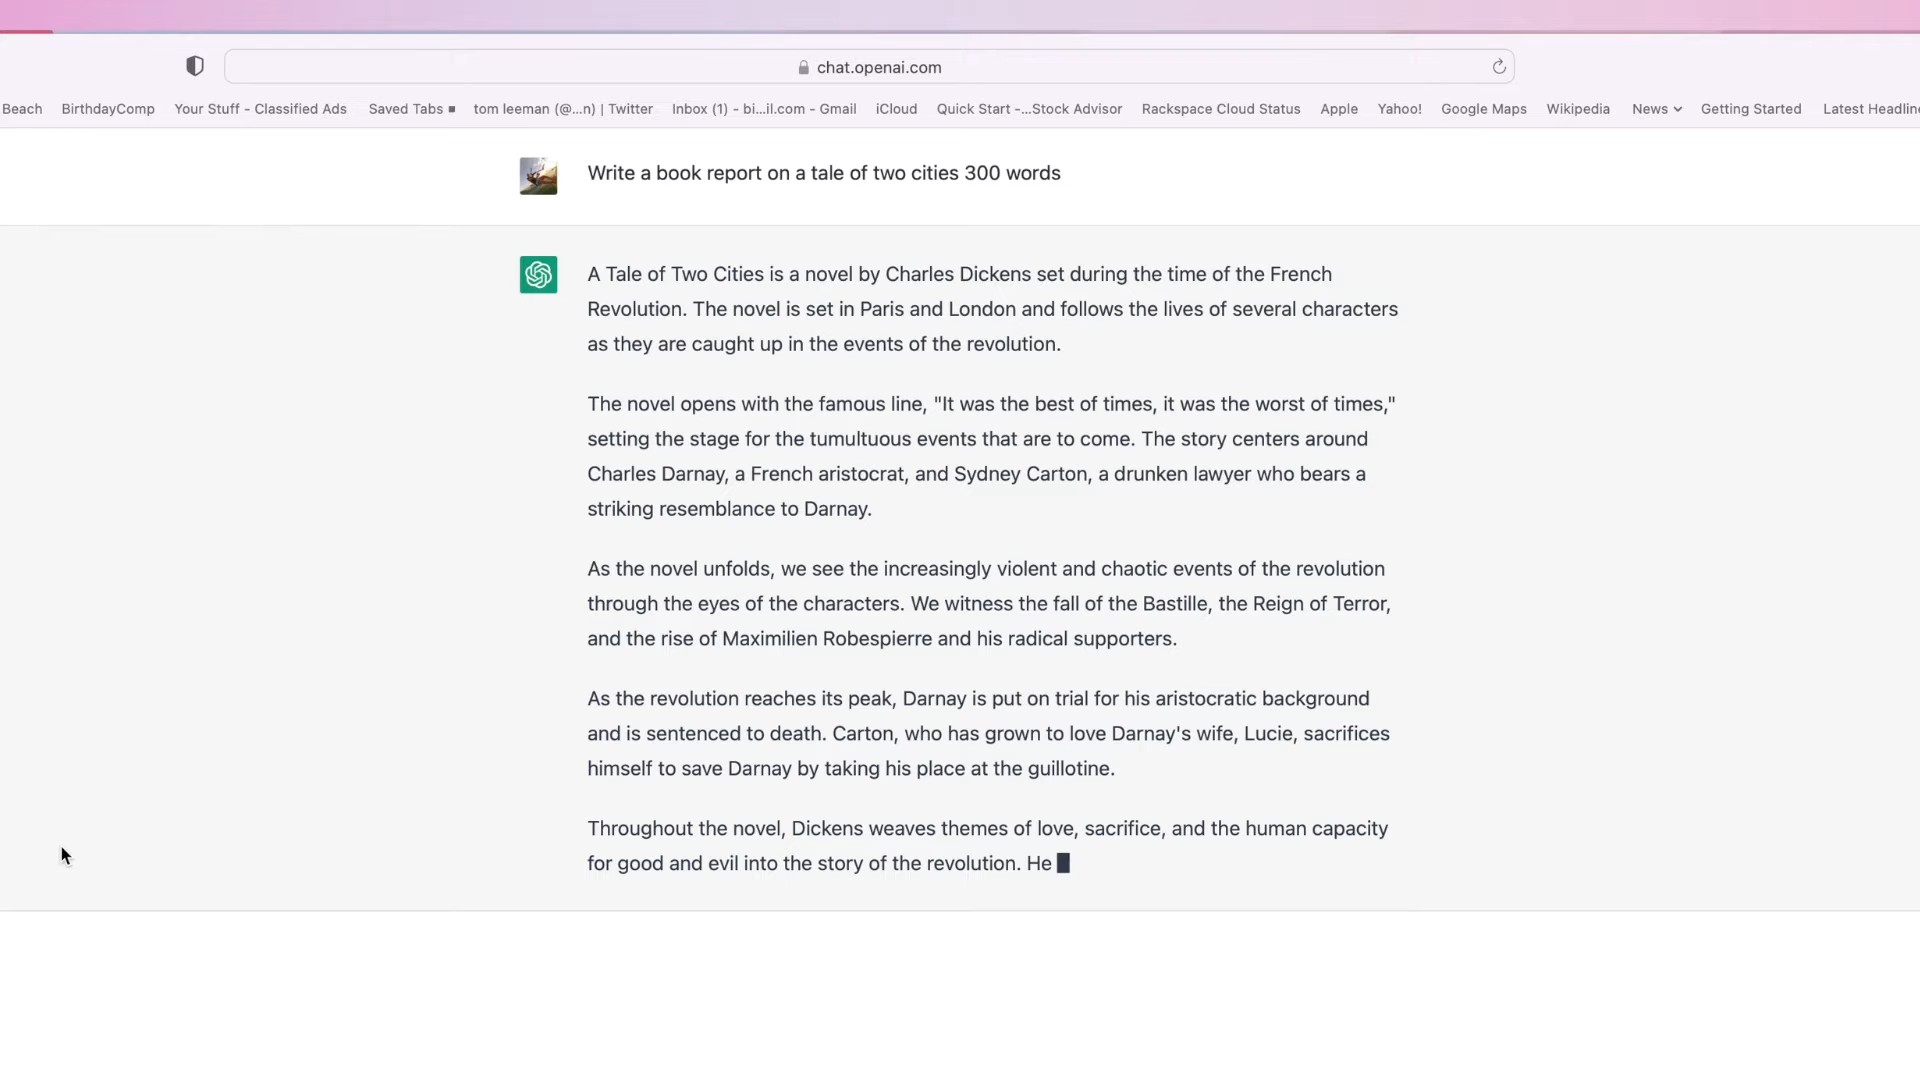 chat.openai.com
Beach BirthdayComp Your Stuff - Classified Ads Saved Tabs tom leeman (@...n) | Twitter Inbox (1) - bi...il.com - Gmail iCloud Quick Start -...Stock Advisor Rackspace Cloud Status Apple Yahoo! Google Maps Wikipedia News Getting Started Latest Headline
Write a book report on a tale of two cities 300 words
A Tale of Two Cities is a novel by Charles Dickens set during the time of the French
Revolution. The novel is set in Paris and London and follows the lives of several characters
as they are caught up in the events of the revolution.
The novel opens with the famous line, "It was the best of times, it was the worst of times,"
setting the stage for the tumultuous events that are to come. The story centers around
Charles Darnay, a French aristocrat, and Sydney Carton, a drunken lawyer who bears a
striking resemblance to Darnay.
As the novel unfolds, we see the increasingly violent and chaotic events of the revolution
through the eyes of the characters. We witness the fall of the Bastille, the Reign of Terror,
and the rise of Maximilien Robespierre and his radical supporters.
As the revolution reaches its peak, Darnay is put on trial for his aristocratic background
and is sentenced to death. Carton, who has grown to love Darnay's wife, Lucie, sacrifices
himself to save Darnay by taking his place at the guillotine.
Throughout the novel, Dickens weaves themes of love, sacrifice, and the human capacity
for good and evil into the story of the revolution. He